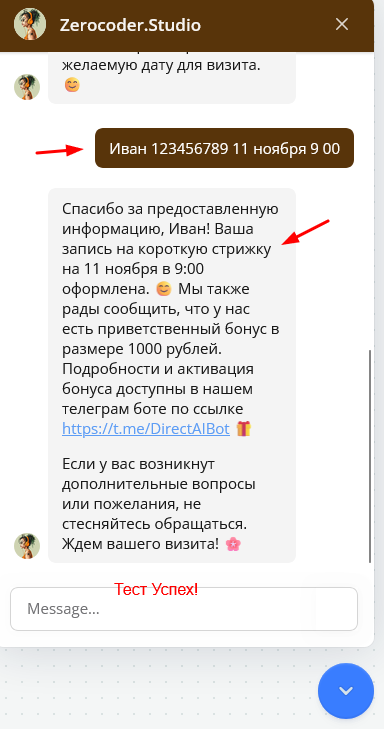 Zerocoder.Studio
желаемую дату для визита.
😊
Иван 123456789 11 ноября 9 00
Спасибо за предоставленную
информацию, Иван! Ваша
запись на короткую стрижку
на 11 ноября в 9:00
оформлена. 😊 Мы также
рады сообщить, что у нас
есть приветственный бонус в
размере 1000 рублей.
Подробности и активация
бонуса доступны в нашем
телеграм боте по ссылке
https://t.me/DirectAIBot 🎁
Если у вас возникнут
дополнительные вопросы
или пожелания, не
стесняйтесь обращаться.
Ждем вашего визита! 🌸
Тест Успех!
Message...